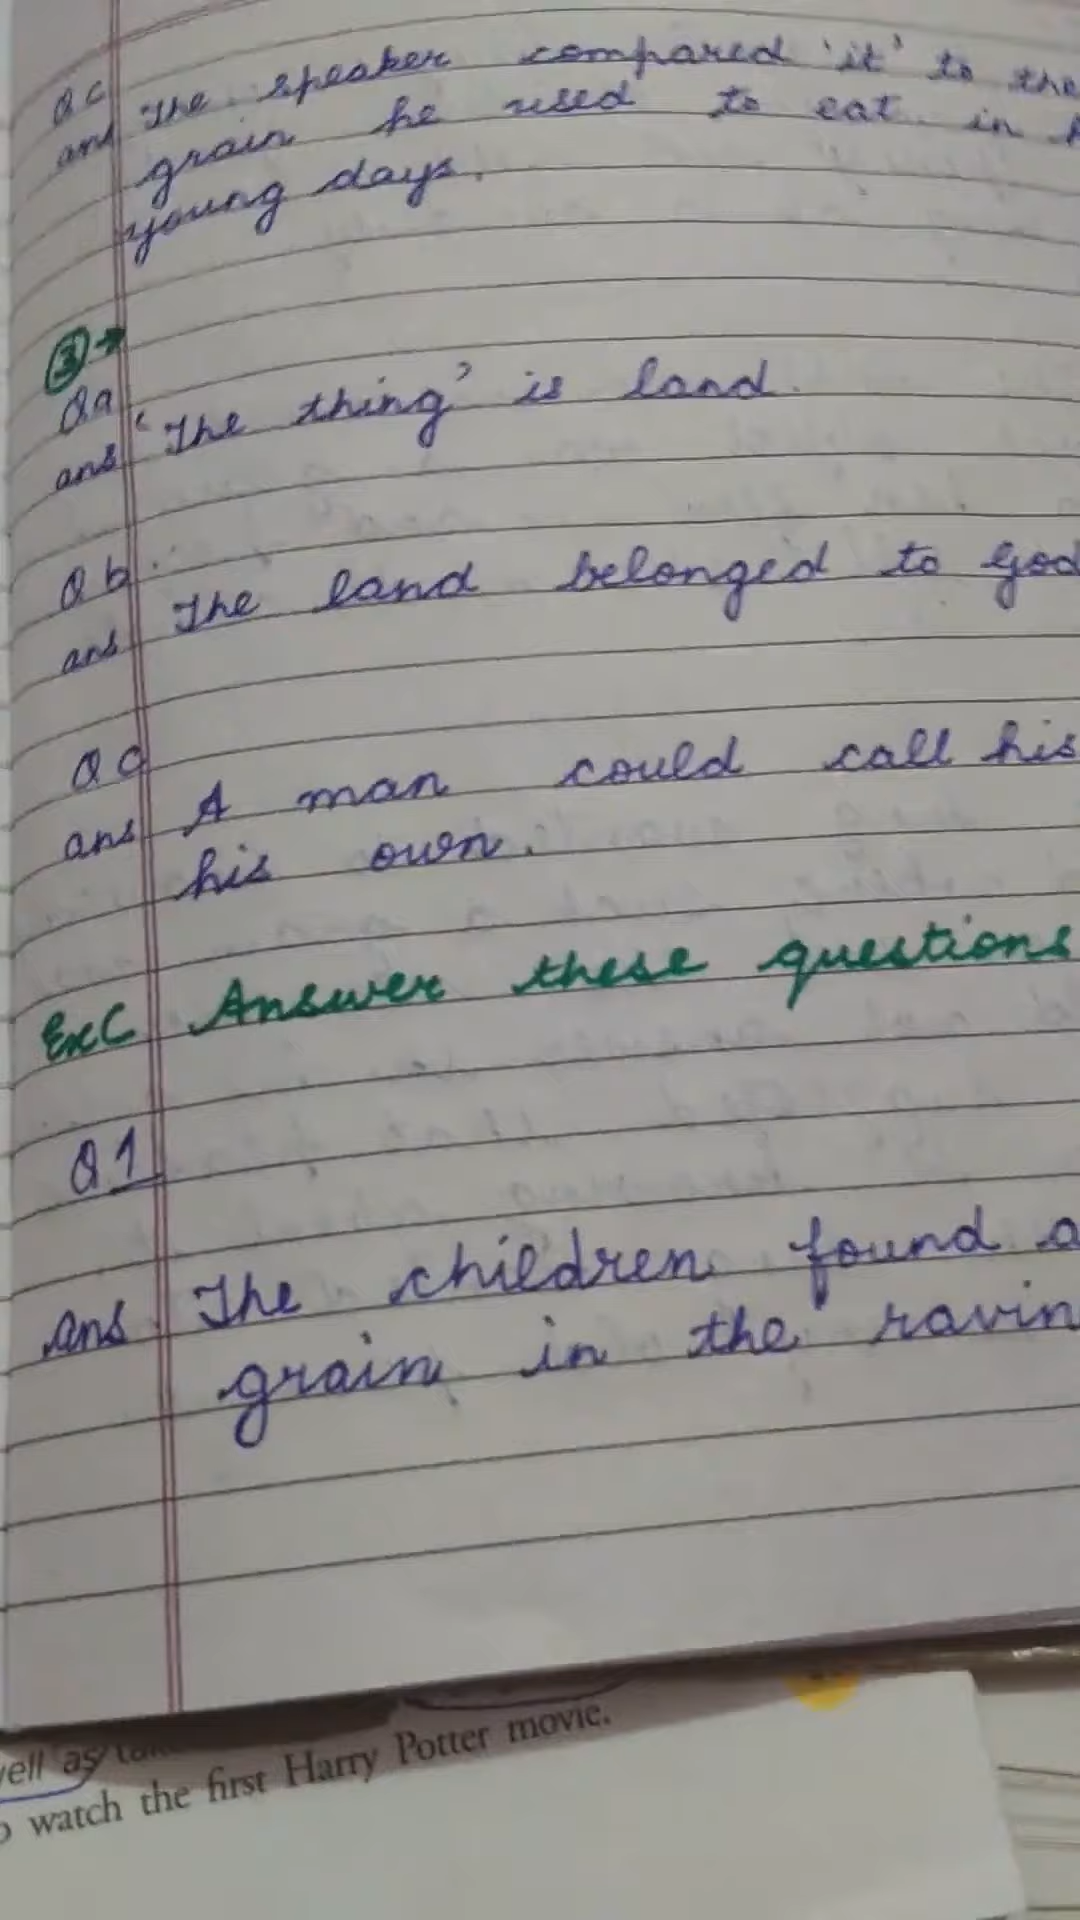 Q c
ans The speaker compared 'it' to the
grain he used to eat in
young days.
③→
Q a
ans 'The thing' is land.
Q b
ans The land belonged to God
Q c
ans A man could call his
his own.
Ex C Answer these questions
Q 1
ans The children found a
grain in the ravin
ell as
watch the first Harry Potter movie.